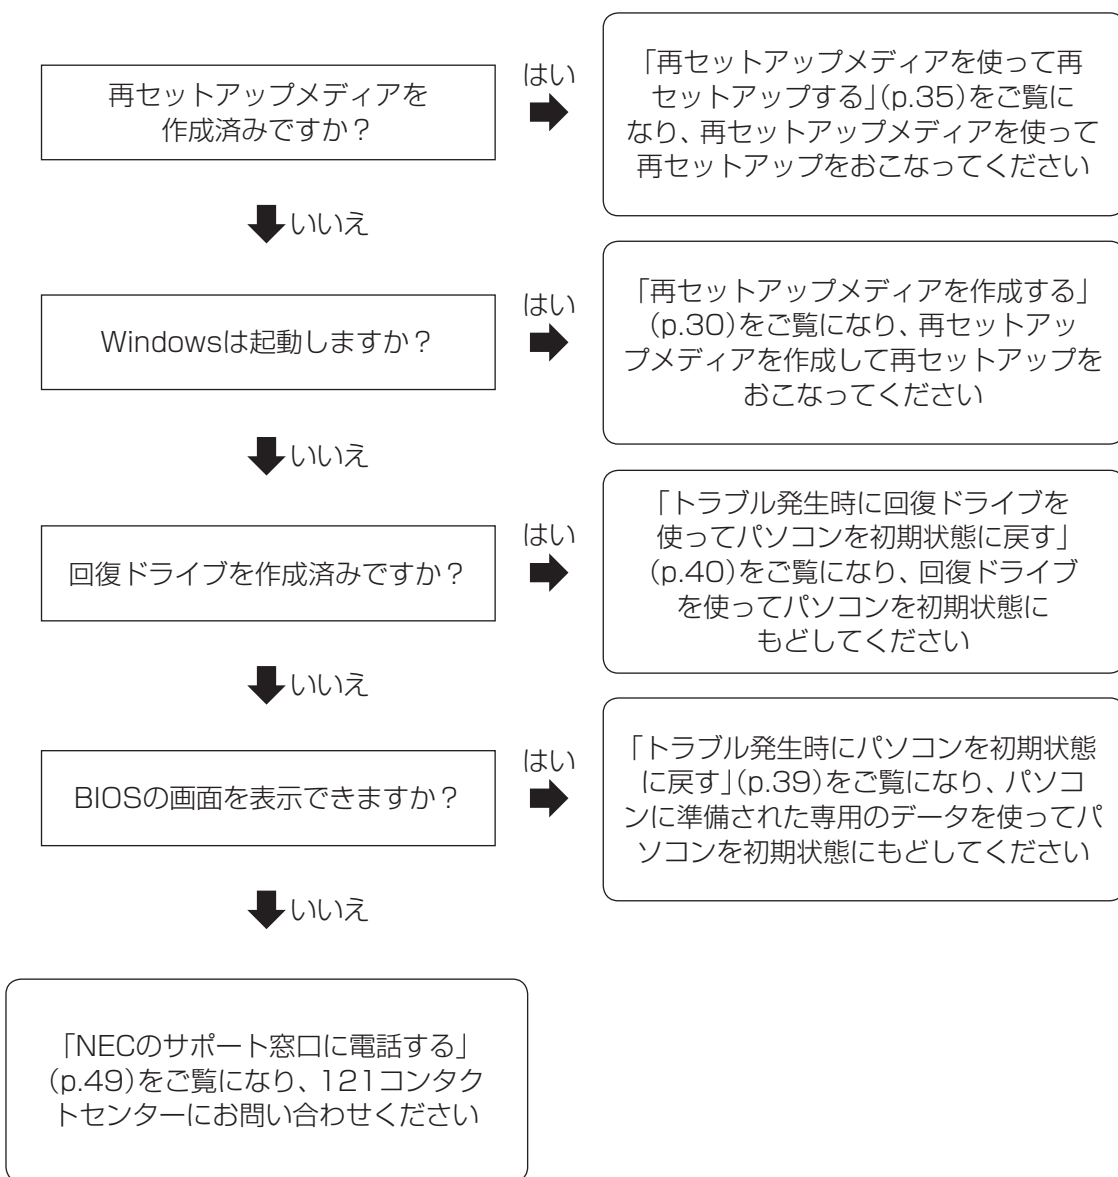 再セットアップメディアを
作成済みですか？
はい
「再セットアップメディアを使って再
セットアップする」(p.35)をご覧に
なり、再セットアップメディアを使って
再セットアップをおこなってください
いいえ
Windowsは起動しますか？
はい
「再セットアップメディアを作成する」
(p.30)をご覧になり、再セットアッ
プメディアを作成して再セットアップを
おこなってください
いいえ
回復ドライブを作成済みですか？
はい
「トラブル発生時に回復ドライブを
使ってパソコンを初期状態に戻す」
(p.40)をご覧になり、回復ドライブ
を使ってパソコンを初期状態に
もどしてください
いいえ
BIOSの画面を表示できますか？
はい
「トラブル発生時にパソコンを初期状態
に戻す」(p.39)をご覧になり、パソコ
ンに準備された専用のデータを使ってパ
ソコンを初期状態にもどしてください
いいえ
「NECのサポート窓口に電話する」
(p.49)をご覧になり、121コンタク
トセンターにお問い合わせください